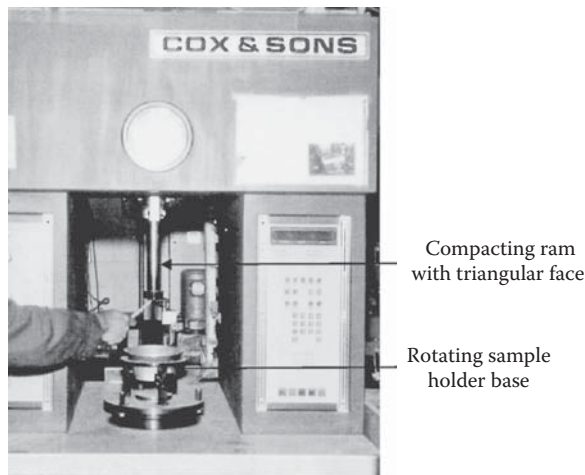 COX & SONS
Compacting ram
with triangular face
Rotating sample
holder base